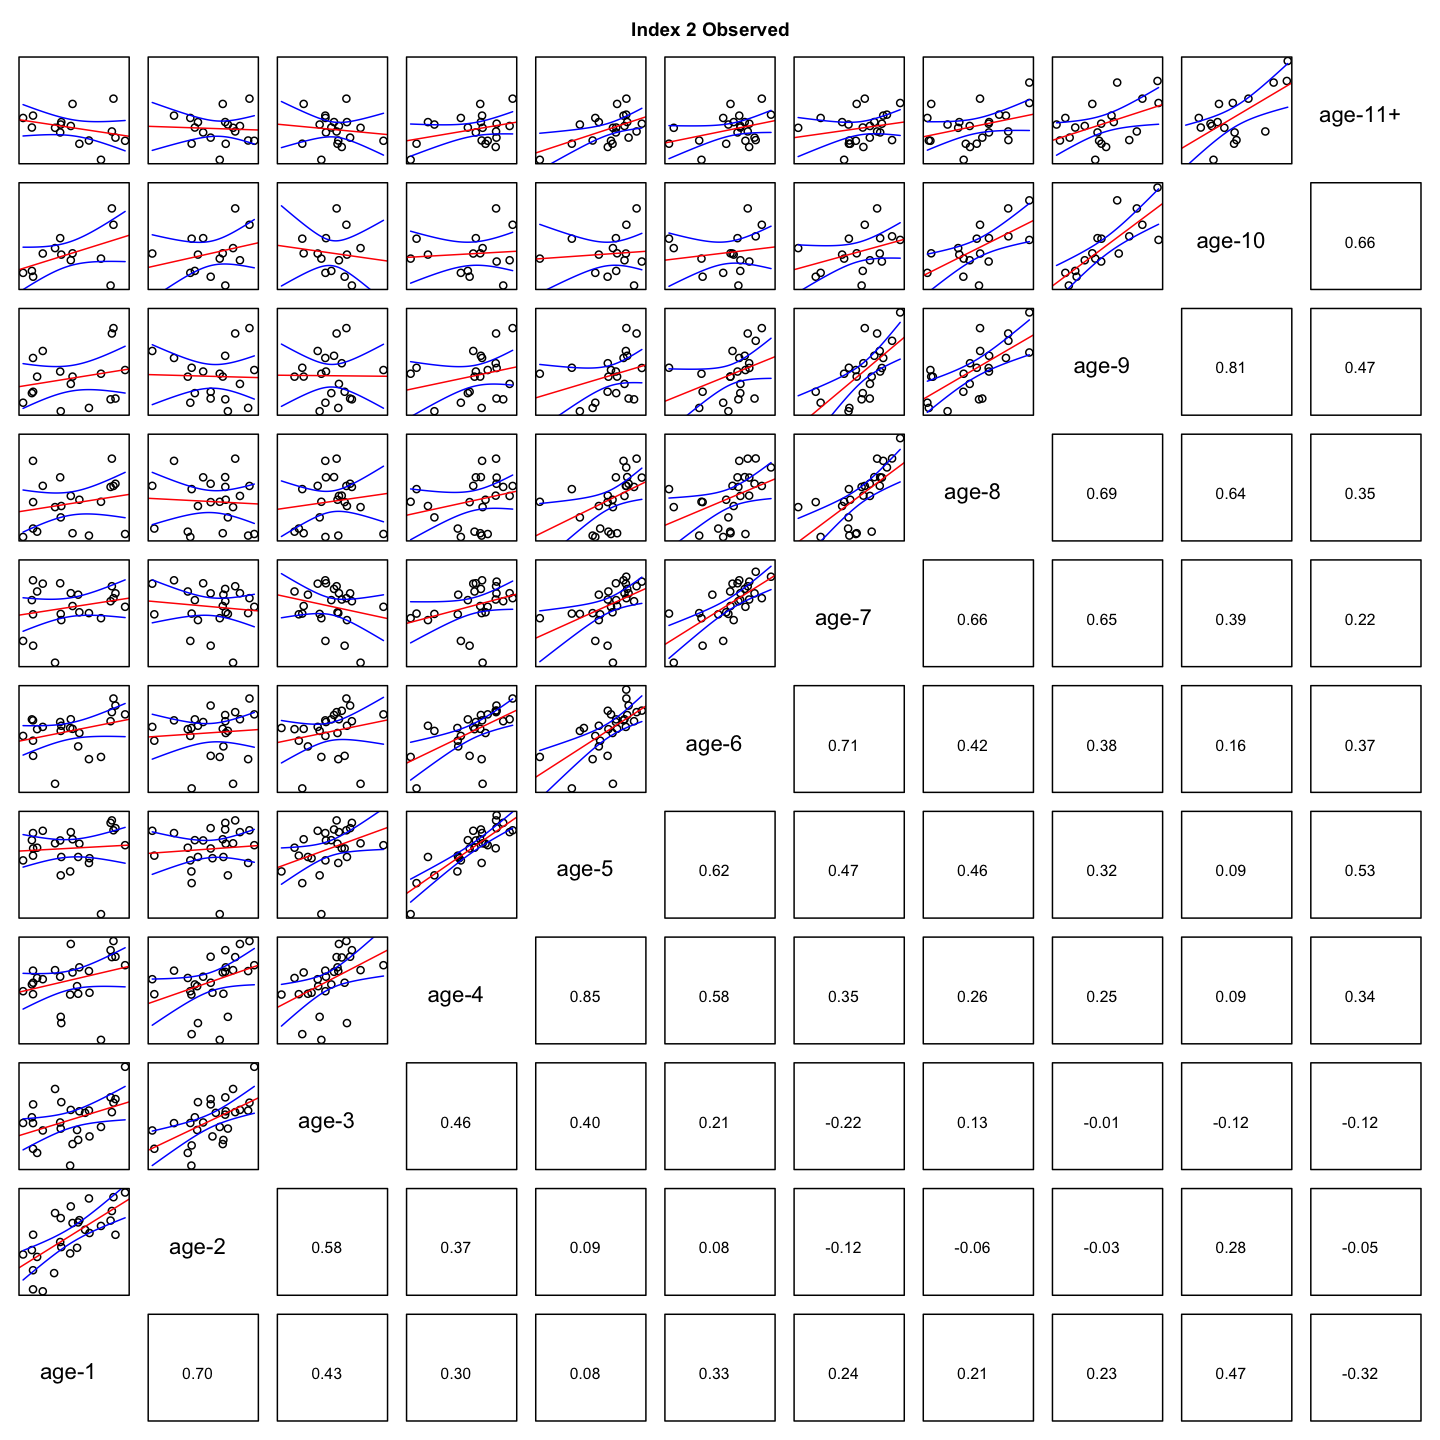 Index 2 Observed
age-11+
age-10 0.66
age-9 0.81 0.47
age-8 0.69 0.64 0.35
age-7 0.66 0.65 0.39 0.22
age-6 0.71 0.42 0.38 0.16 0.37
age-5 0.62 0.47 0.46 0.32 0.09 0.53
age-4 0.85 0.58 0.35 0.26 0.25 0.09 0.34
age-3 0.46 0.40 0.21 -0.22 0.13 -0.01 -0.12 -0.12
age-2 0.58 0.37 0.09 0.08 -0.12 -0.06 -0.03 0.28 -0.05
age-1 0.70 0.43 0.30 0.08 0.33 0.24 0.21 0.23 0.47 -0.32